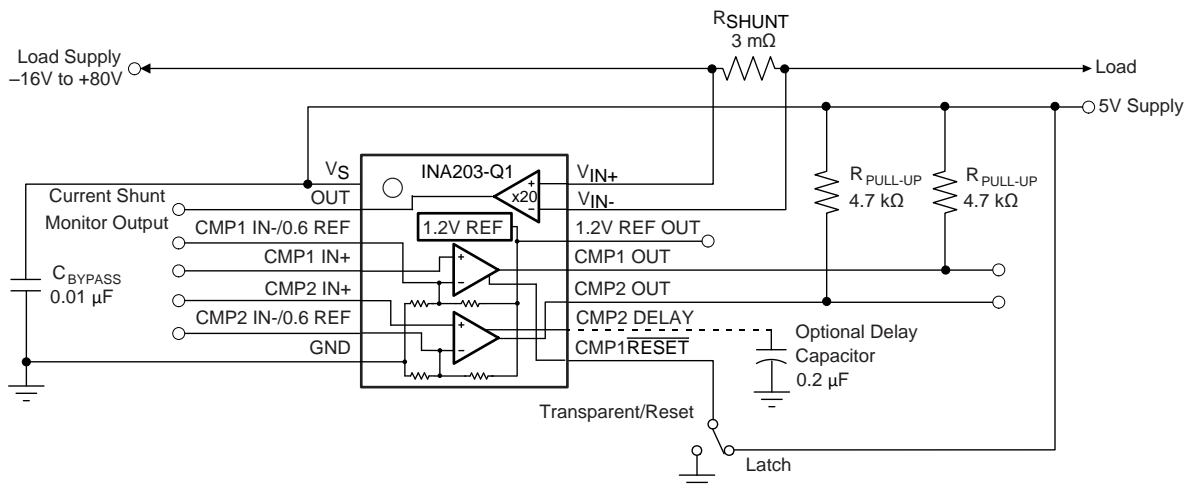 RSHUNT
3 mΩ
Load Supply
–16V to +80V
Load
5V Supply
VS
INA203-Q1
VIN+
RPULL-UP
4.7 kΩ
RPULL-UP
4.7 kΩ
Current Shunt
Monitor Output
OUT
+
x20
−
VIN-
CMP1 IN-/0.6 REF
1.2V REF
1.2V REF OUT
CMP1 IN+
+
−
CMP1 OUT
CBYPASS
0.01 µF
CMP2 IN+
CMP2 OUT
CMP2 IN-/0.6 REF
+
−
CMP2 DELAY
Optional Delay
Capacitor
0.2 µF
GND
CMP1 RESET
Transparent/Reset
Latch